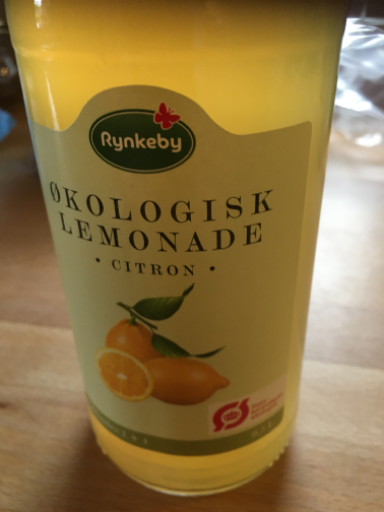 Rynkeby
ØKOLOGISK
LEMONADE
• CITRON •
Ø